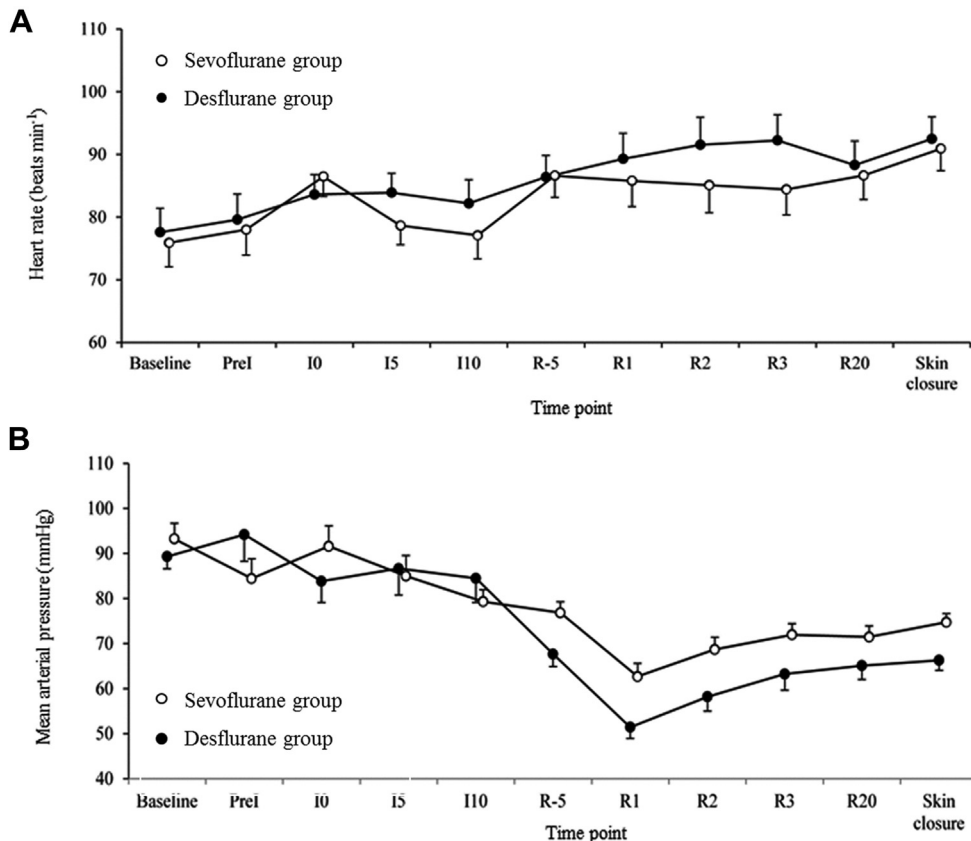 A
110
100
90
80
70
60
Heart rate (beats min⁻¹)
Sevoflurane group
Desflurane group
Baseline PreI I0 I5 I10 R-5 R1 R2 R3 R20 Skin closure
Time point
B
110
100
90
80
70
60
50
40
Mean arterial pressure (mmHg)
Sevoflurane group
Desflurane group
Baseline PreI I0 I5 I10 R-5 R1 R2 R3 R20 Skin closure
Time point